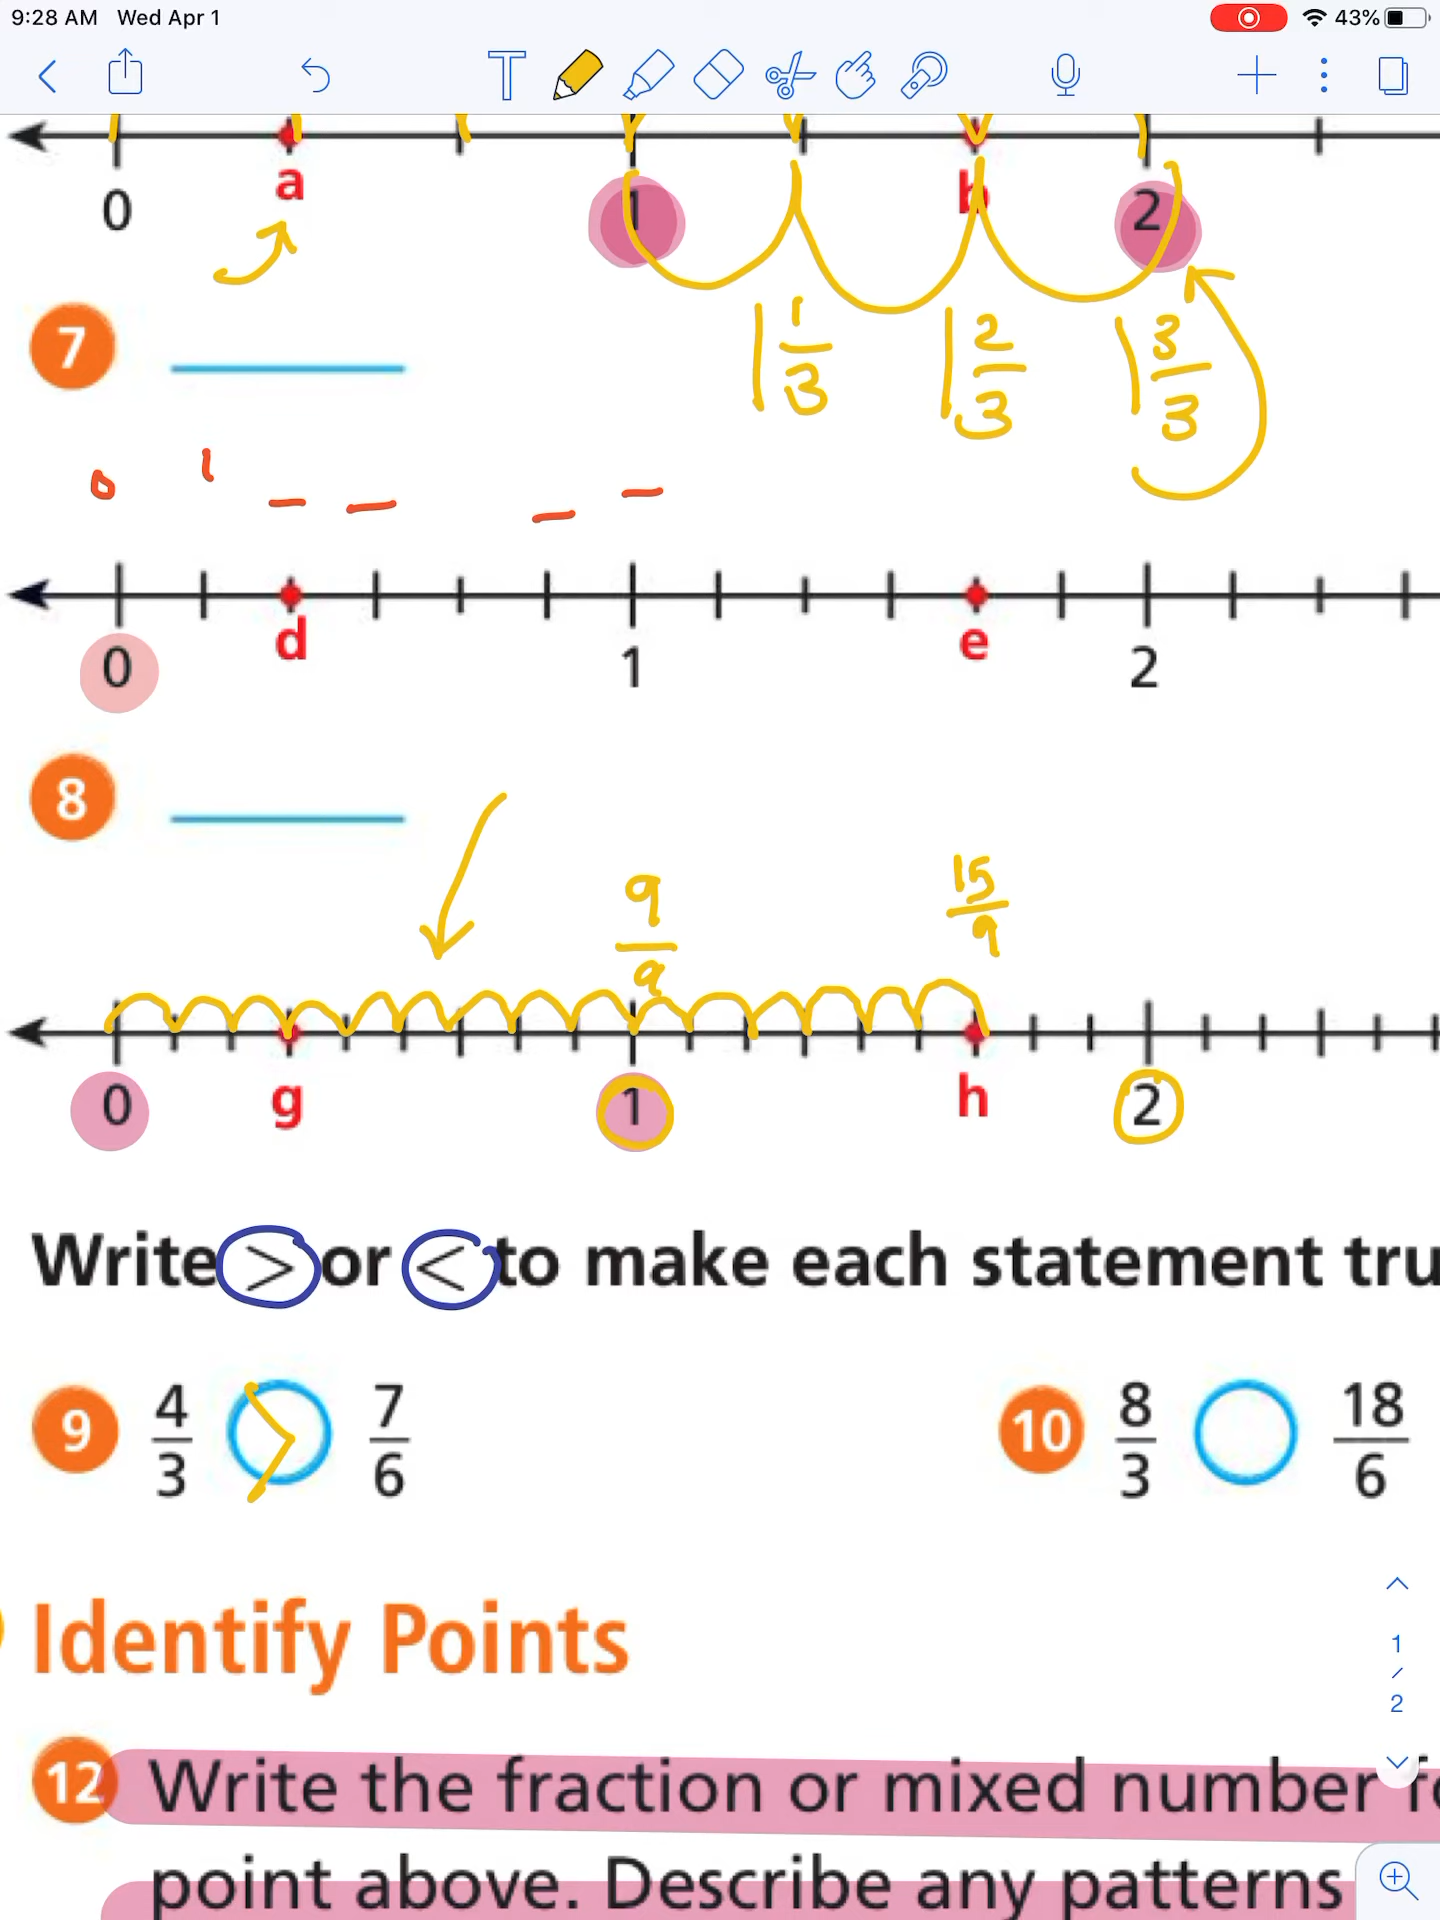 9:28 AM Wed Apr 1 43%
T
a b
0 1 2
7
1 1/3 1 2/3 1 3/3
0 1
d e
0 1 2
8
9/9 15/9
g h
0 1 2
Write > or < to make each statement tru
9 4/3 > 7/6 10 8/3 18/6
1
/
2
Identify Points
12 Write the fraction or mixed number fo
point above. Describe any patterns